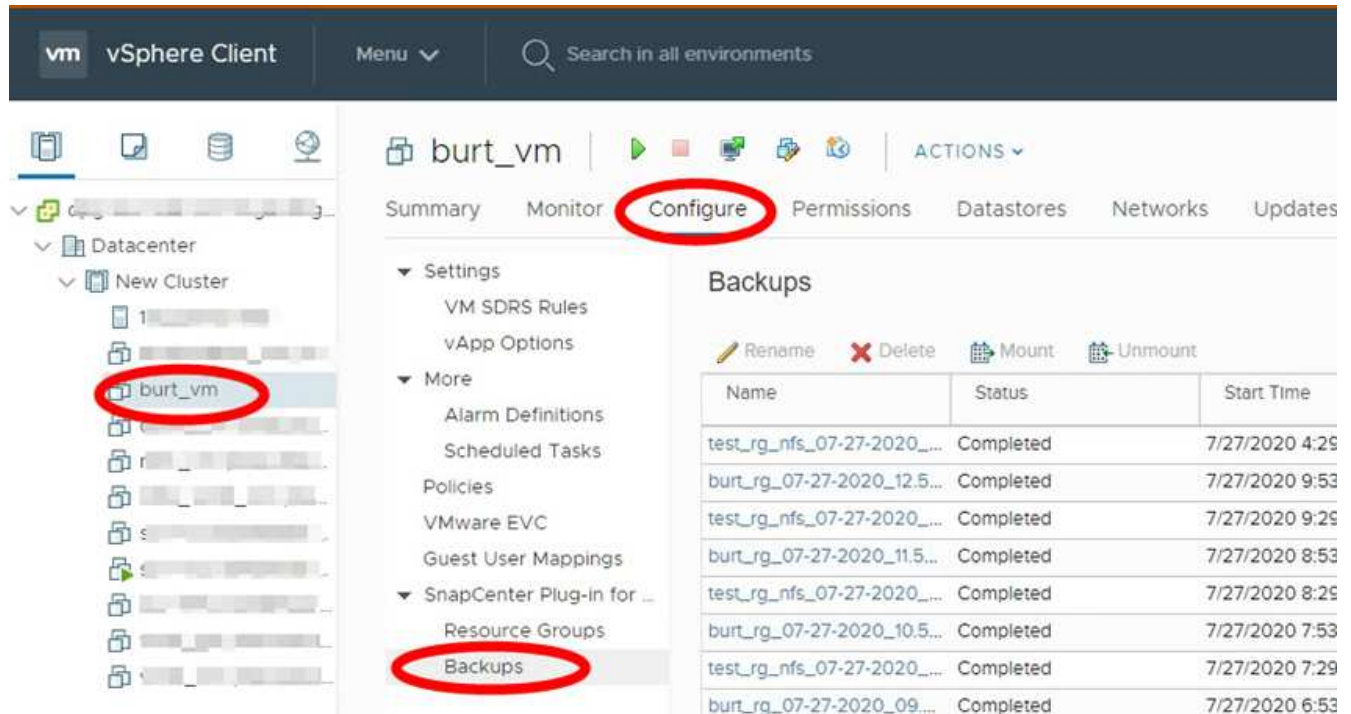 vm vSphere Client Menu Search in all environments
burt_vm ACTIONS
Summary Monitor Configure Permissions Datastores Networks Updates
Datacenter
New Cluster
burt_vm
Settings
VM SDRS Rules
vApp Options
More
Alarm Definitions
Scheduled Tasks
Policies
VMware EVC
Guest User Mappings
SnapCenter Plug-in for ...
Resource Groups
Backups
Backups
Rename Delete Mount Unmount
Name Status Start Time
test_rg_nfs_07-27-2020_... Completed 7/27/2020 4:29
burt_rg_07-27-2020_12.5... Completed 7/27/2020 9:53
test_rg_nfs_07-27-2020_... Completed 7/27/2020 9:29
burt_rg_07-27-2020_11.5... Completed 7/27/2020 8:53
test_rg_nfs_07-27-2020_... Completed 7/27/2020 8:29
burt_rg_07-27-2020_10.5... Completed 7/27/2020 7:53
test_rg_nfs_07-27-2020_... Completed 7/27/2020 7:29
burt_rg_07-27-2020_09.... Completed 7/27/2020 6:53